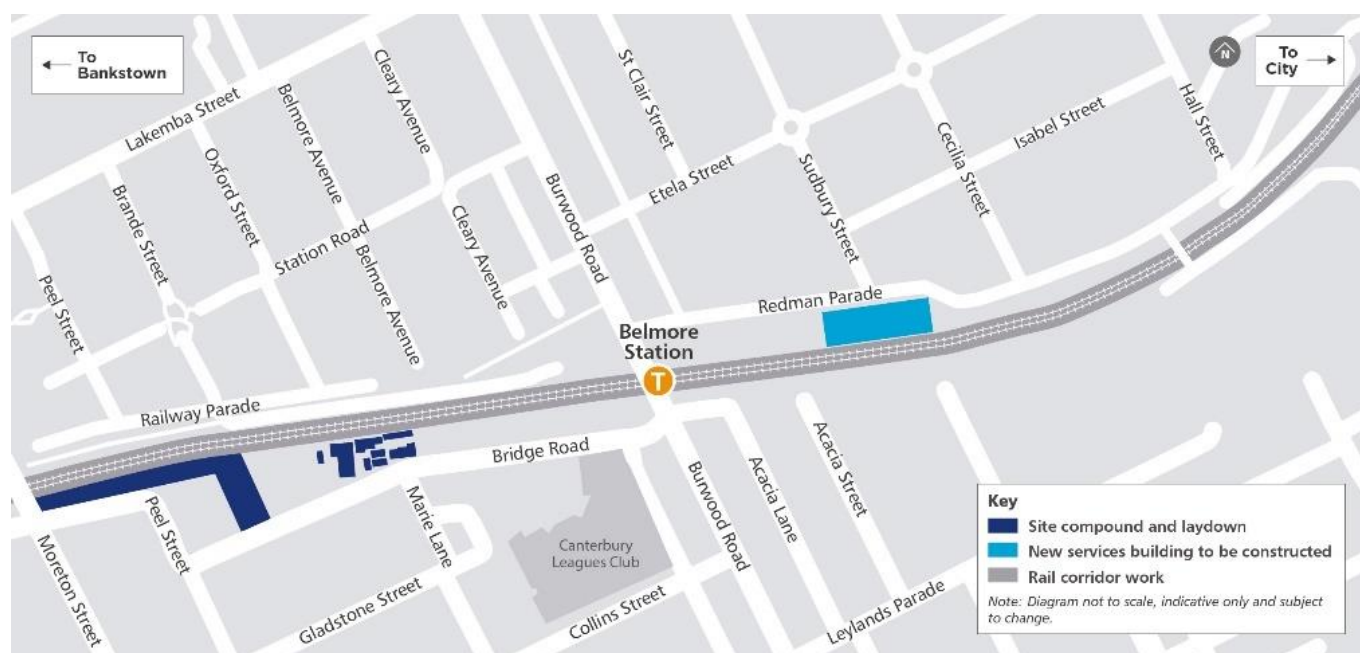 To
Bankstown
N
To
City
Lakemba Street
Cleary Avenue
Belmore Avenue
Oxford Street
Brande Street
Peel Street
Station Road
Belmore Avenue
Cleary Avenue
Burwood Road
St Clair Street
Etela Street
Sudbury Street
Cecilia Street
Isabel Street
Hall Street
Redman Parade
Belmore
Station
T
Railway Parade
Bridge Road
Peel Street
Moreton Street
Marie Lane
Gladstone Street
Canterbury
Leagues Club
Collins Street
Burwood Road
Acacia Lane
Acacia Street
Leylands Parade
Key
Site compound and laydown
New services building to be constructed
Rail corridor work
Note: Diagram not to scale, indicative only and subject
to change.